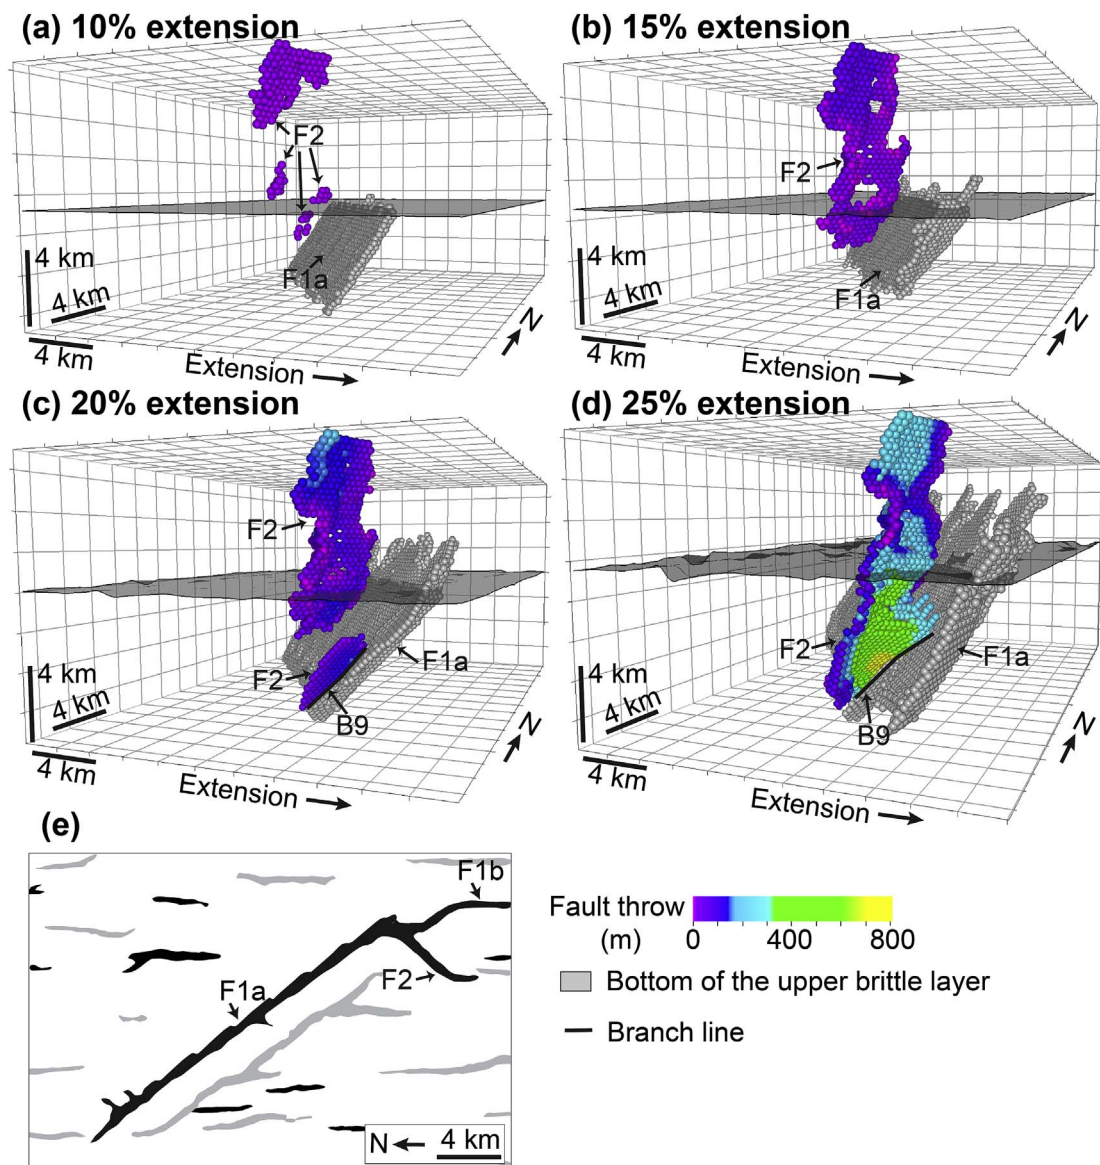 (a) 10% extension
F2
F1a
4 km
4 km
4 km
Extension
N
(b) 15% extension
F2
F1a
4 km
4 km
4 km
Extension
N
(c) 20% extension
F2
F2
F1a
B9
4 km
4 km
4 km
Extension
N
(d) 25% extension
F2
F1a
B9
4 km
4 km
4 km
Extension
N
(e)
F1b
F2
F1a
N 4 km
Fault throw
(m) 0 400 800
Bottom of the upper brittle layer
Branch line